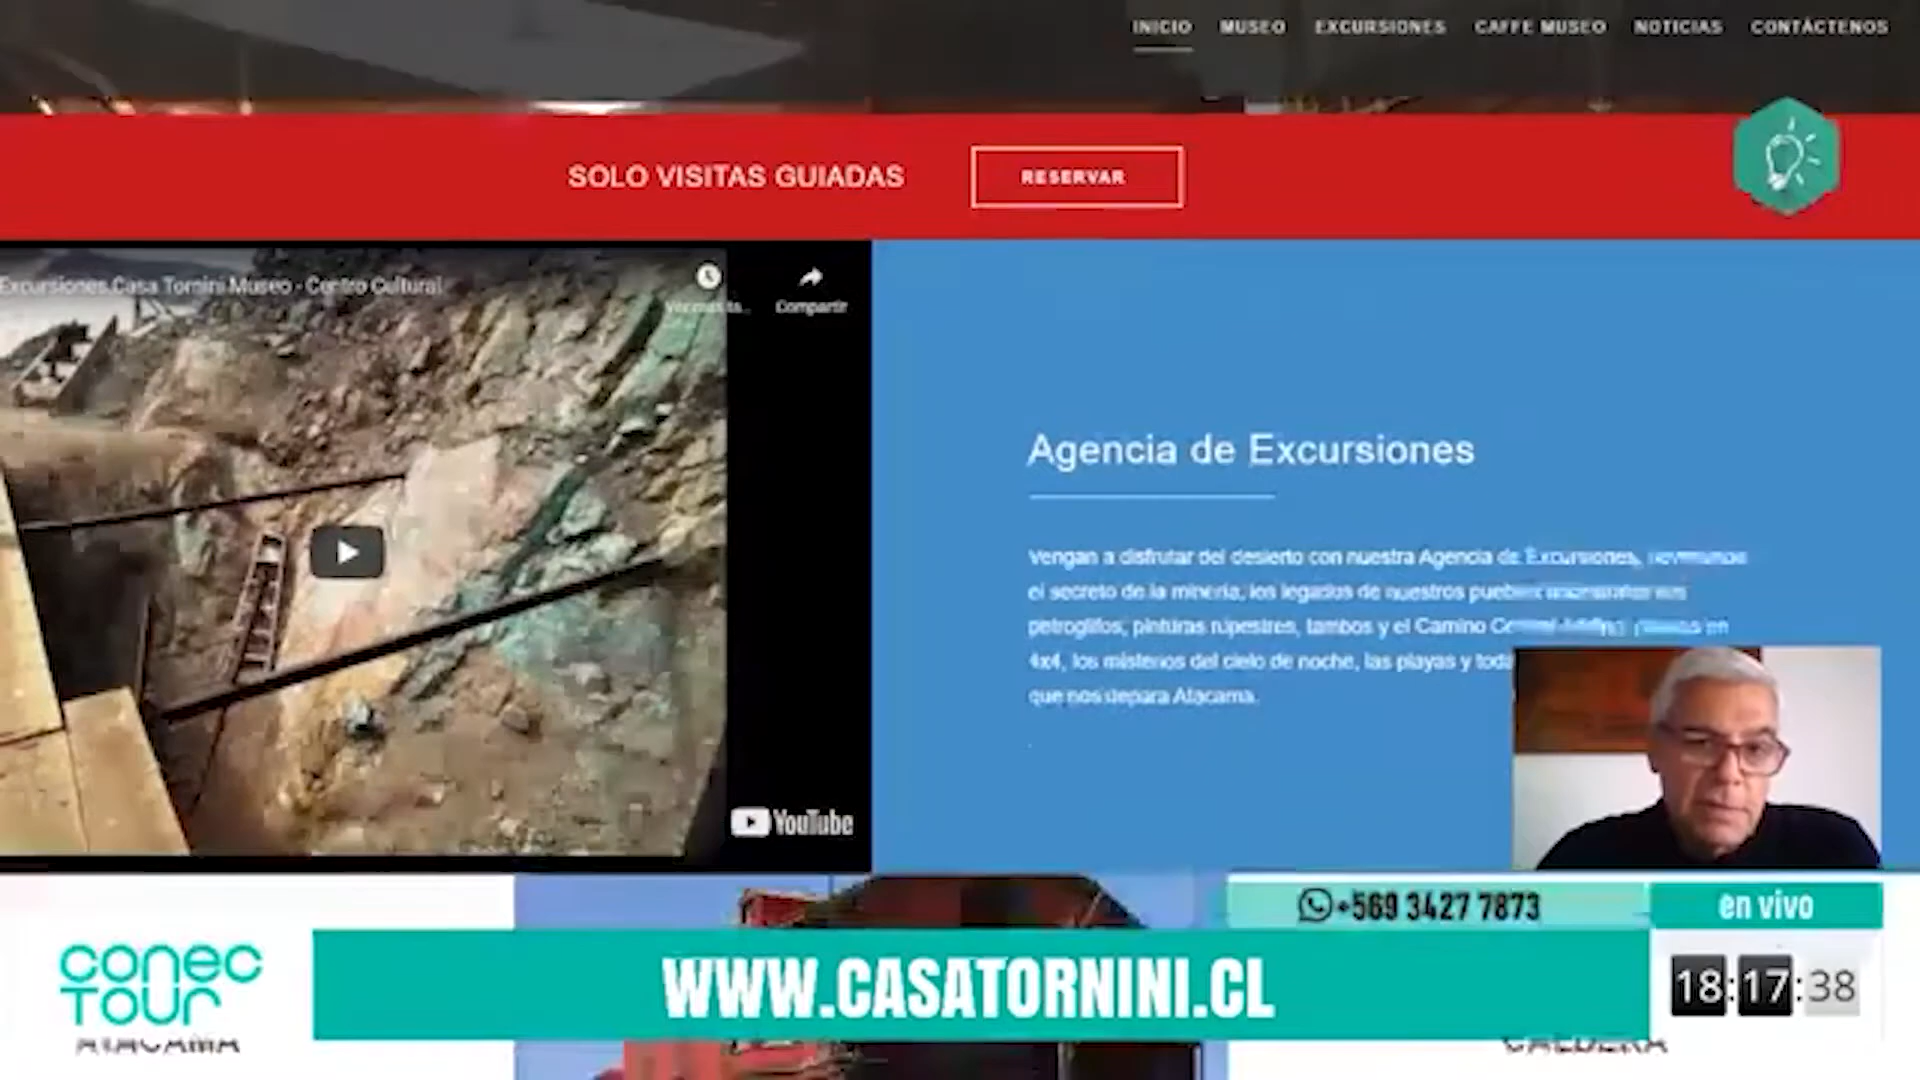 INICIO MUSEO EXCURSIONES CAFFE MUSEO NOTICIAS CONTÁCTENOS
SOLO VISITAS GUIADAS
RESERVAR
Excursiones Casa Tornini Museo - Centro Cultural
Compartir
YouTube
Agencia de Excursiones
Vengan a disfrutar del desierto con nuestra Agencia de Excursiones,
el secreto de la minería, los legados de nuestros
petroglifos, pinturas rupestres, tambos y el Camino
4x4, los misterios del cielo de noche, las playas y toda
que nos depara Atacama.
+569 3427 7873
en vivo
conec
TOUR
ATACAMA
WWW.CASATORNINI.CL
18:17:38
CALDERA